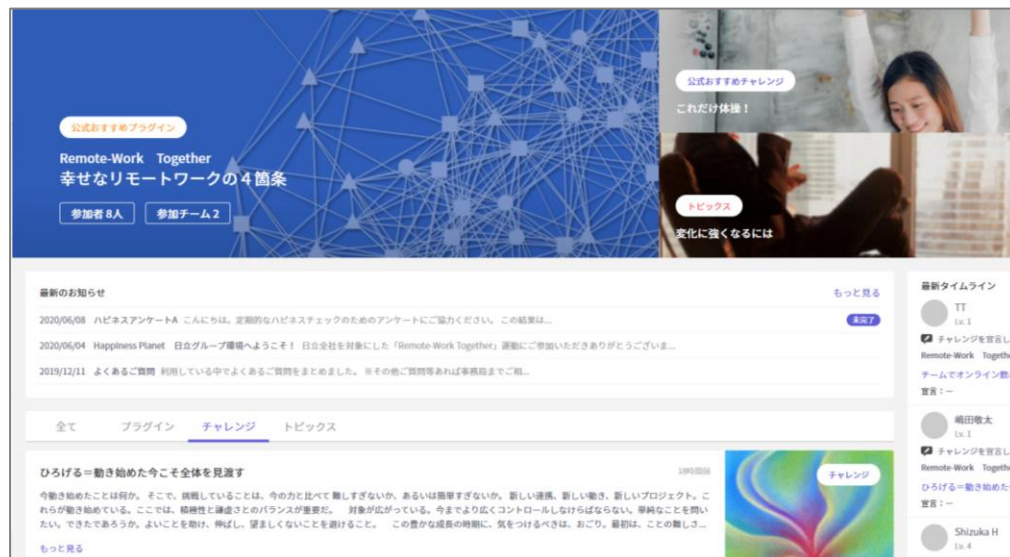 公式おすすめプラグイン
Remote-Work Together
幸せなリモートワークの4箇条
参加者8人 参加チーム2
公式おすすめチャレンジ
これだけ体操！
トピックス
変化に強くなるには
最新のお知らせ もっと見る
2020/06/08 ハピネスアンケートA こんにちは。定期的なハピネスチェックのためのアンケートにご協力ください。 この結果は... 未完了
2020/06/04 Happiness Planet 日立グループ環境へようこそ！ 日立全社を対象にした「Remote-Work Together」運動にご参加いただきありがとうございま...
2019/12/11 よくあるご質問 利用している中でよくあるご質問をまとめました。 ※その他ご質問等あれば事務局までご相...
全て プラグイン チャレンジ トピックス
ひろげる＝動き始めた今こそ全体を見渡す 18時間前
チャレンジ
今動き始めたことは何か。そこで、挑戦していることは、今の力と比べて難しすぎないか、あるいは簡単すぎないか。新しい連携、新しい動き、新しいプロジェクト。こ
れらが動き始めている。ここでは、積極性と謙虚さとのバランスが重要だ。 対象が広がっている。今までより広くコントロールしなけらばならない。単純なことを問い
たい。できたであろうか。よいことを助け、伸ばし、望ましくないことを避けること。 この豊かな成長の時期に、気をつけるべきは、おごり。最初は、ことの難しさ...
もっと見る
最新タイムライン
TT
Lv. 1
チャレンジを宣言し
Remote-Work Togethe
チームでオンライン飲
宣言：―
嶋田敬太
Lv. 1
チャレンジを宣言し
Remote-Work Togethe
ひろげる＝動き始めた
宣言：―
Shizuka H
Lv. 4